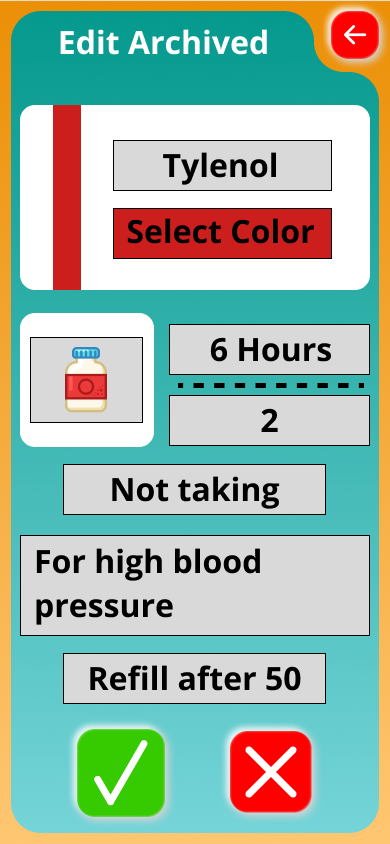 Edit Archived
Tylenol
Select Color
6 Hours
2
Not taking
For high blood
pressure
Refill after 50